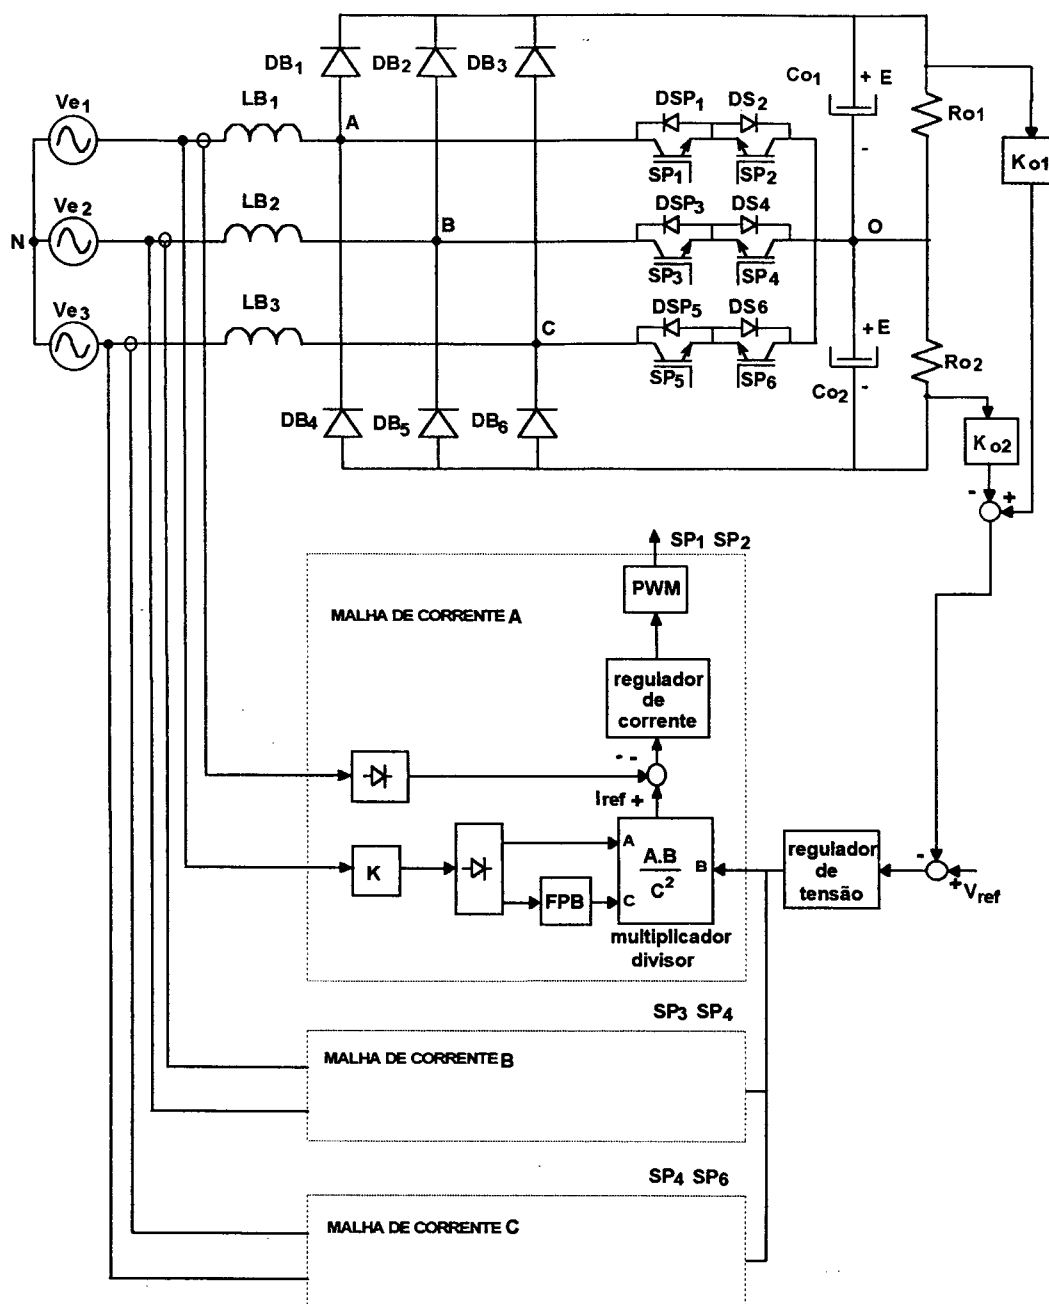 DB1 DB2 DB3
Co1 + E
-
Ro1
Ko1
Ve1 LB1 A
DSP1 DS2
SP1 SP2
Ve2 LB2 B
N
DSP3 DS4
O
SP3 SP4
Ve3 LB3 C
DSP5 DS6
SP5 SP6
+ E
Co2 -
Ro2
DB4 DB5 DB6
Ko2
- +
SP1 SP2
PWM
MALHA DE CORRENTE A
regulador
de
corrente
- -
Iref +
K
A
A.B
C2
B
C
FPB
multiplicador
divisor
regulador
de
tensão
-
+Vref
SP3 SP4
MALHA DE CORRENTE B
SP4 SP6
MALHA DE CORRENTE C